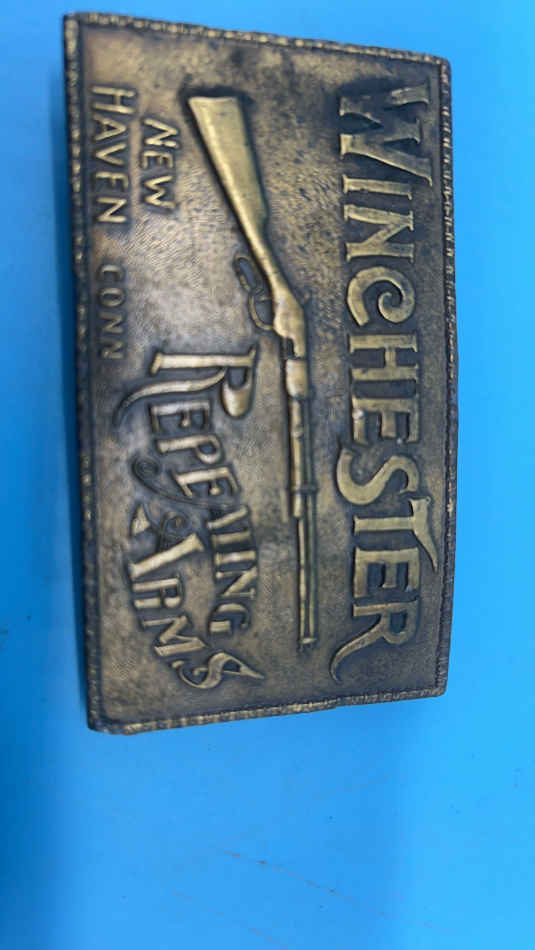 WINCHESTER
REPEATING
ARMS
NEW
HAVEN CONN